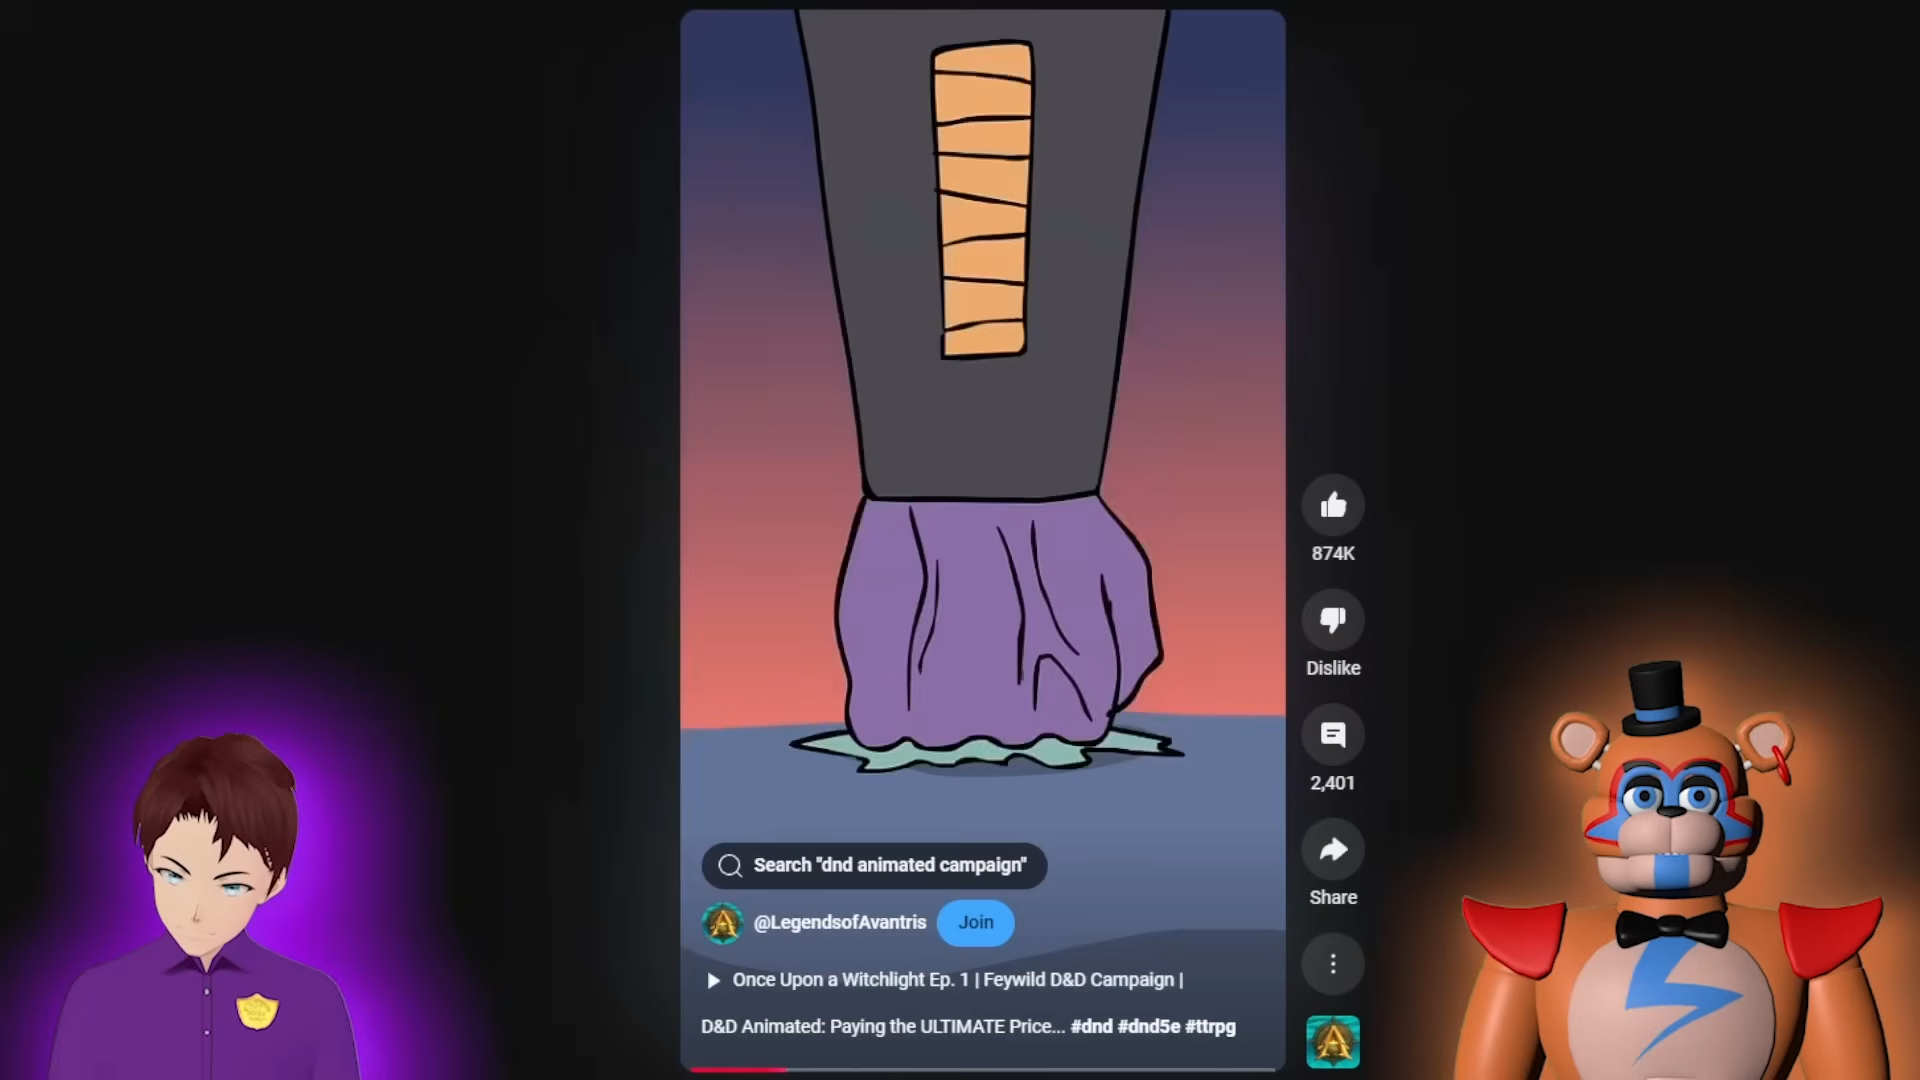 874K
Dislike
2,401
Share
Search "dnd animated campaign"
@LegendsofAvantris Join
Once Upon a Witchlight Ep. 1 | Feywild D&D Campaign |
D&D Animated: Paying the ULTIMATE Price... #dnd #dnd5e #ttrpg